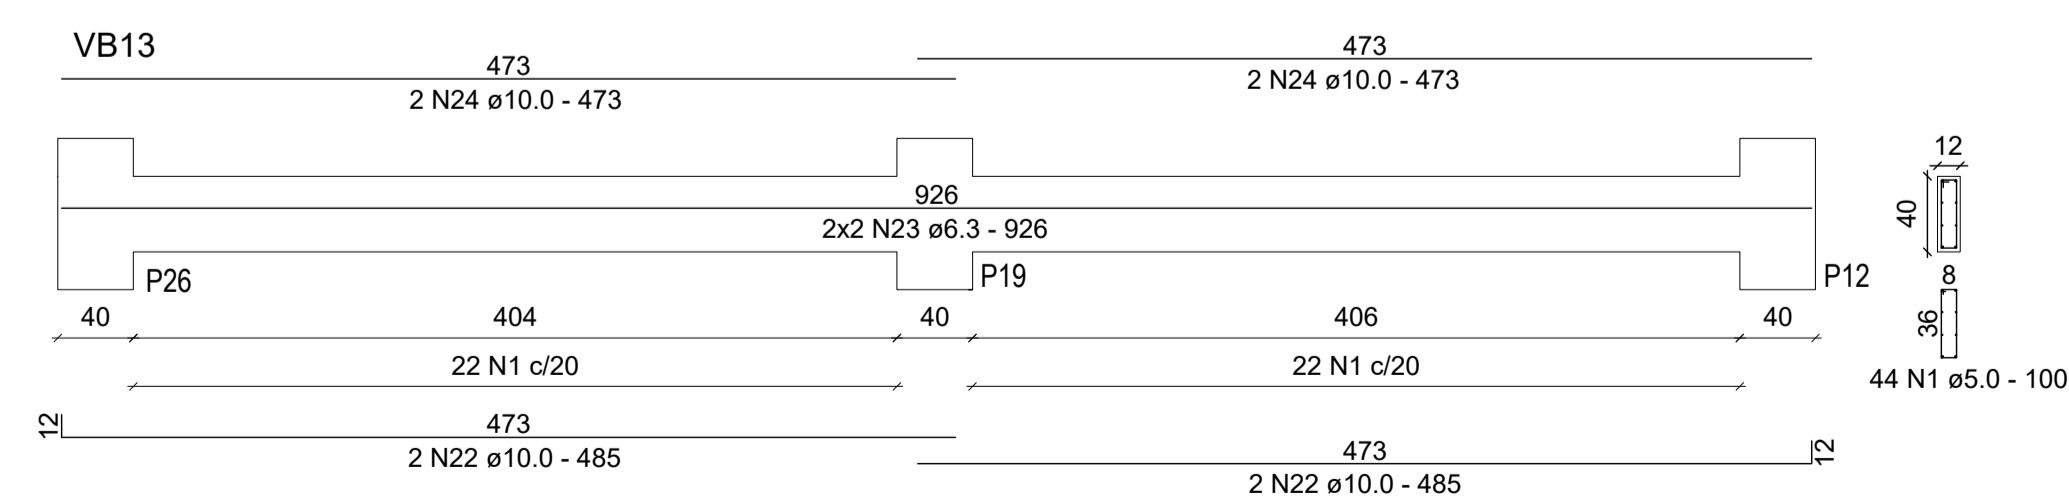 VB13
473
2 N24 ø10.0 - 473
473
2 N24 ø10.0 - 473
926
2x2 N23 ø6.3 - 926
P26
P19
P12
40
404
40
406
40
22 N1 c/20
22 N1 c/20
12
473
2 N22 ø10.0 - 485
473
12
2 N22 ø10.0 - 485
12
40
8
36
44 N1 ø5.0 - 100